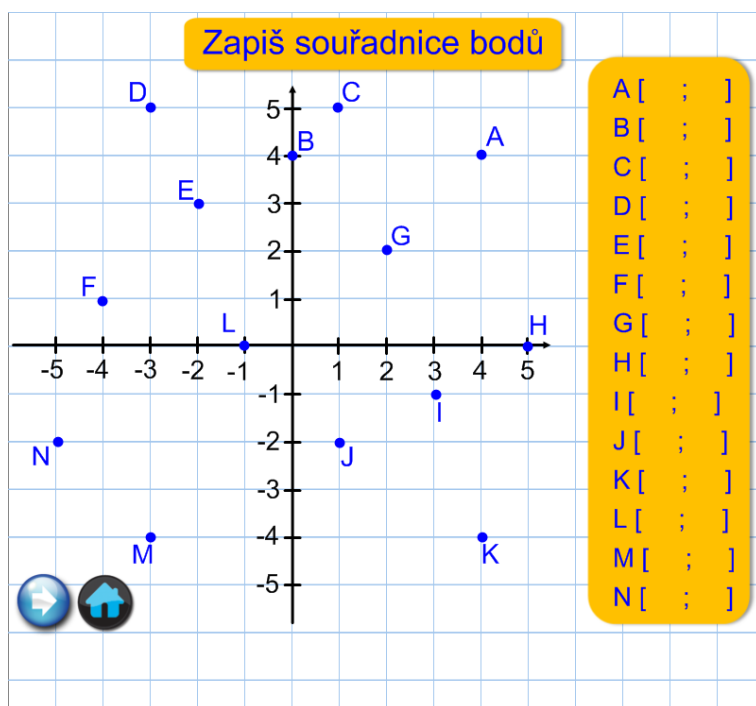 Zapiš souřadnice bodů
D
C
5
A
B
4
E
3
G
2
F
1
L
H
-5 -4 -3 -2 -1 1 2 3 4 5
-1
I
N
-2
J
-3
M
-4
K
-5
A [ ; ]
B [ ; ]
C [ ; ]
D [ ; ]
E [ ; ]
F [ ; ]
G [ ; ]
H [ ; ]
I [ ; ]
J [ ; ]
K [ ; ]
L [ ; ]
M [ ; ]
N [ ; ]